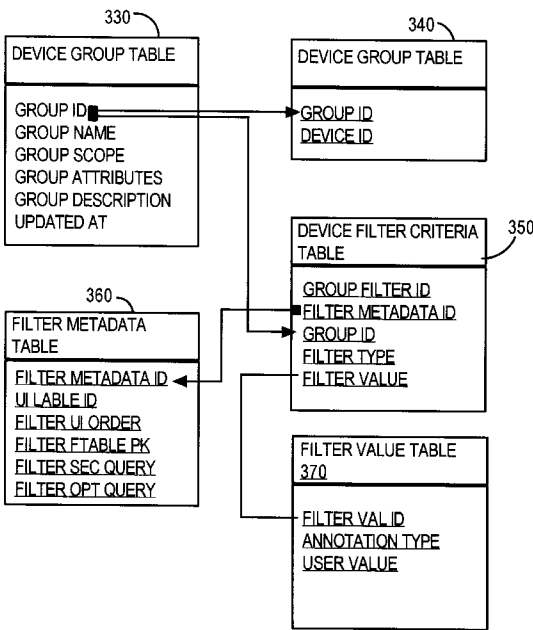 330
DEVICE GROUP TABLE
GROUP ID
GROUP NAME
GROUP SCOPE
GROUP ATTRIBUTES
GROUP DESCRIPTION
UPDATED AT
340
DEVICE GROUP TABLE
GROUP ID
DEVICE ID
350
DEVICE FILTER CRITERIA
TABLE
GROUP FILTER ID
FILTER METADATA ID
GROUP ID
FILTER TYPE
FILTER VALUE
360
FILTER METADATA
TABLE
FILTER METADATA ID
UI LABLE ID
FILTER UI ORDER
FILTER FTABLE PK
FILTER SEC QUERY
FILTER OPT QUERY
FILTER VALUE TABLE
370
FILTER VAL ID
ANNOTATION TYPE
USER VALUE